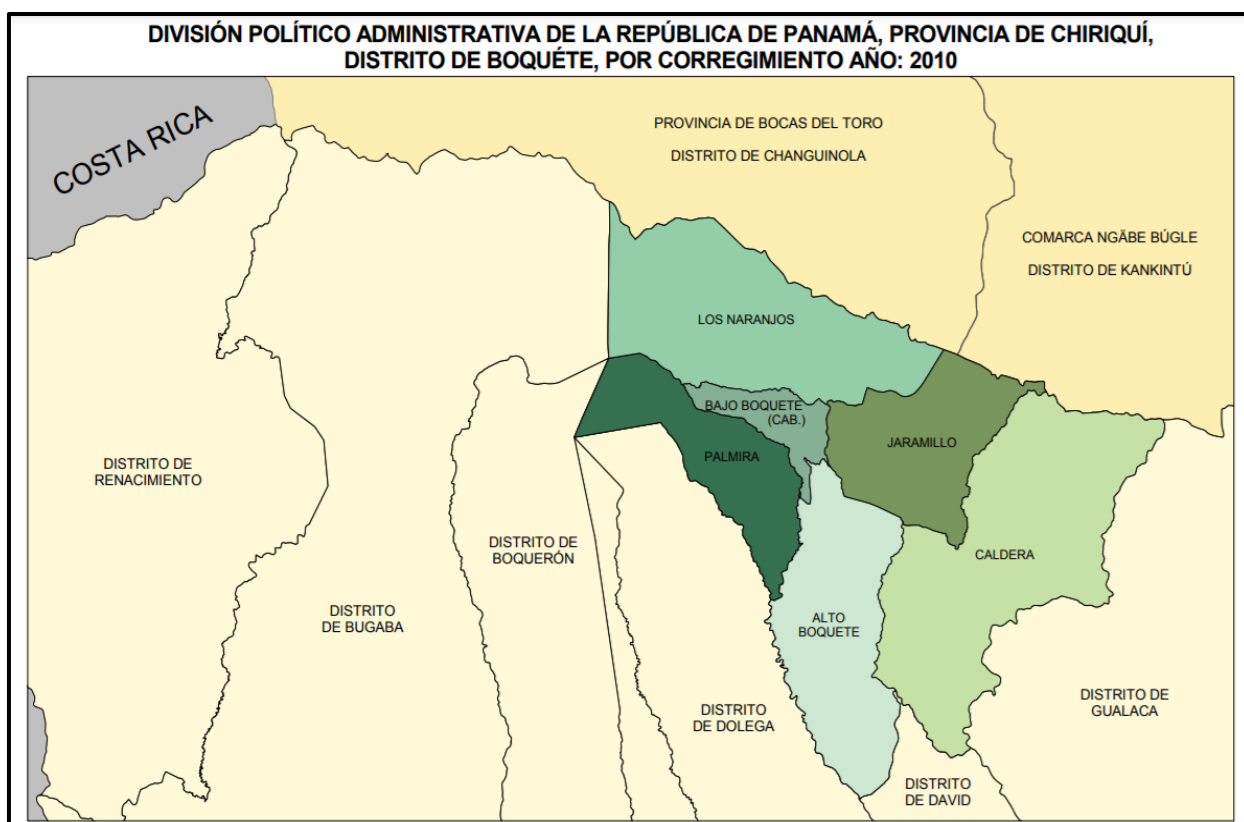 DIVISIÓN POLÍTICO ADMINISTRATIVA DE LA REPÚBLICA DE PANAMÁ, PROVINCIA DE CHIRIQUÍ,
DISTRITO DE BOQUÉTE, POR CORREGIMIENTO AÑO: 2010
COSTA RICA
PROVINCIA DE BOCAS DEL TORO
DISTRITO DE CHANGUINOLA
COMARCA NGÄBE BÚGLE
DISTRITO DE KANKINTÚ
LOS NARANJOS
BAJO BOQUETE
(CAB.)
JARAMILLO
PALMIRA
DISTRITO DE
RENACIMIENTO
DISTRITO DE
BOQUERÓN
CALDERA
DISTRITO
DE BUGABA
ALTO
BOQUETE
DISTRITO
DE DOLEGA
DISTRITO DE
GUALACA
DISTRITO
DE DAVID